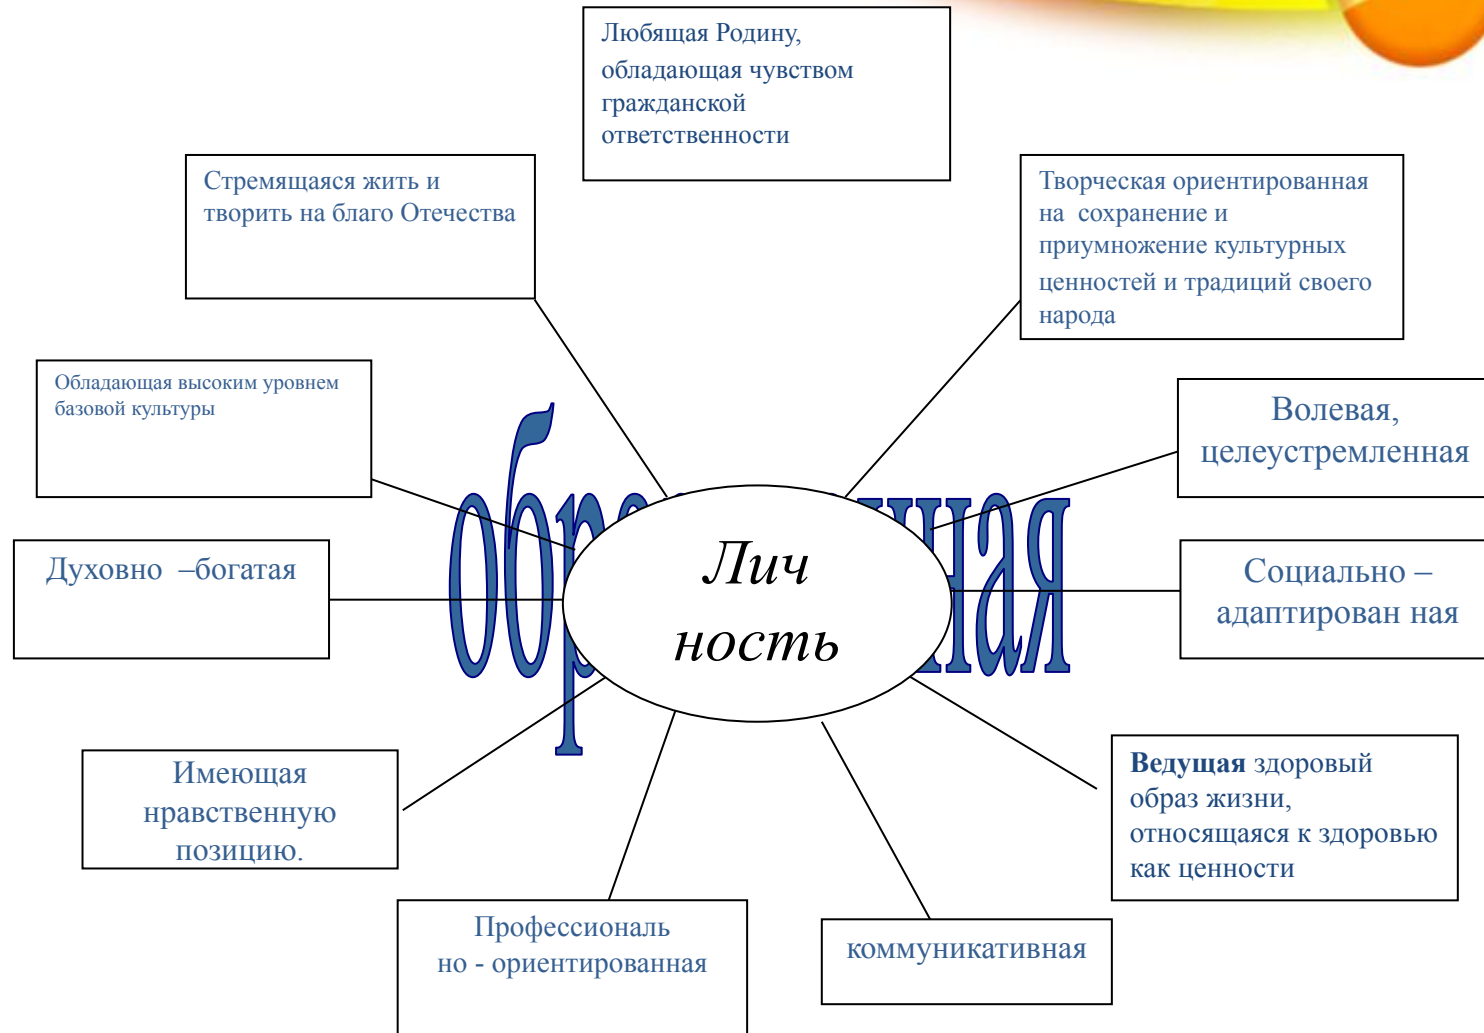 Любящая Родину,
обладающая чувством
гражданской
ответственности
Стремящаяся жить и
творить на благо Отечества
Творческая ориентированная
на сохранение и
приумножение культурных
ценностей и традиций своего
народа
Обладающая высоким уровнем
базовой культуры
Волевая,
целеустремленная
Лич
ность
Духовно –богатая
Социально –
адаптирован ная
Имеющая
нравственную
позицию.
Ведущая здоровый
образ жизни,
относящаяся к здоровью
как ценности
Профессиональ
но - ориентированная
коммуникативная